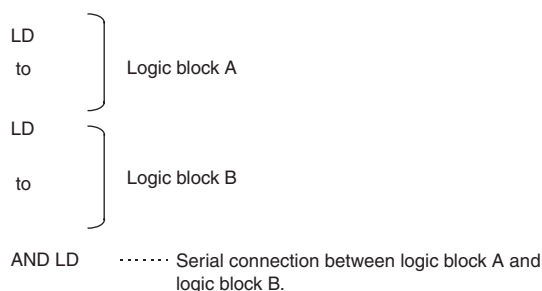 LD
to Logic block A
LD
to Logic block B
AND LD ········ Serial connection between logic block A and
logic block B.